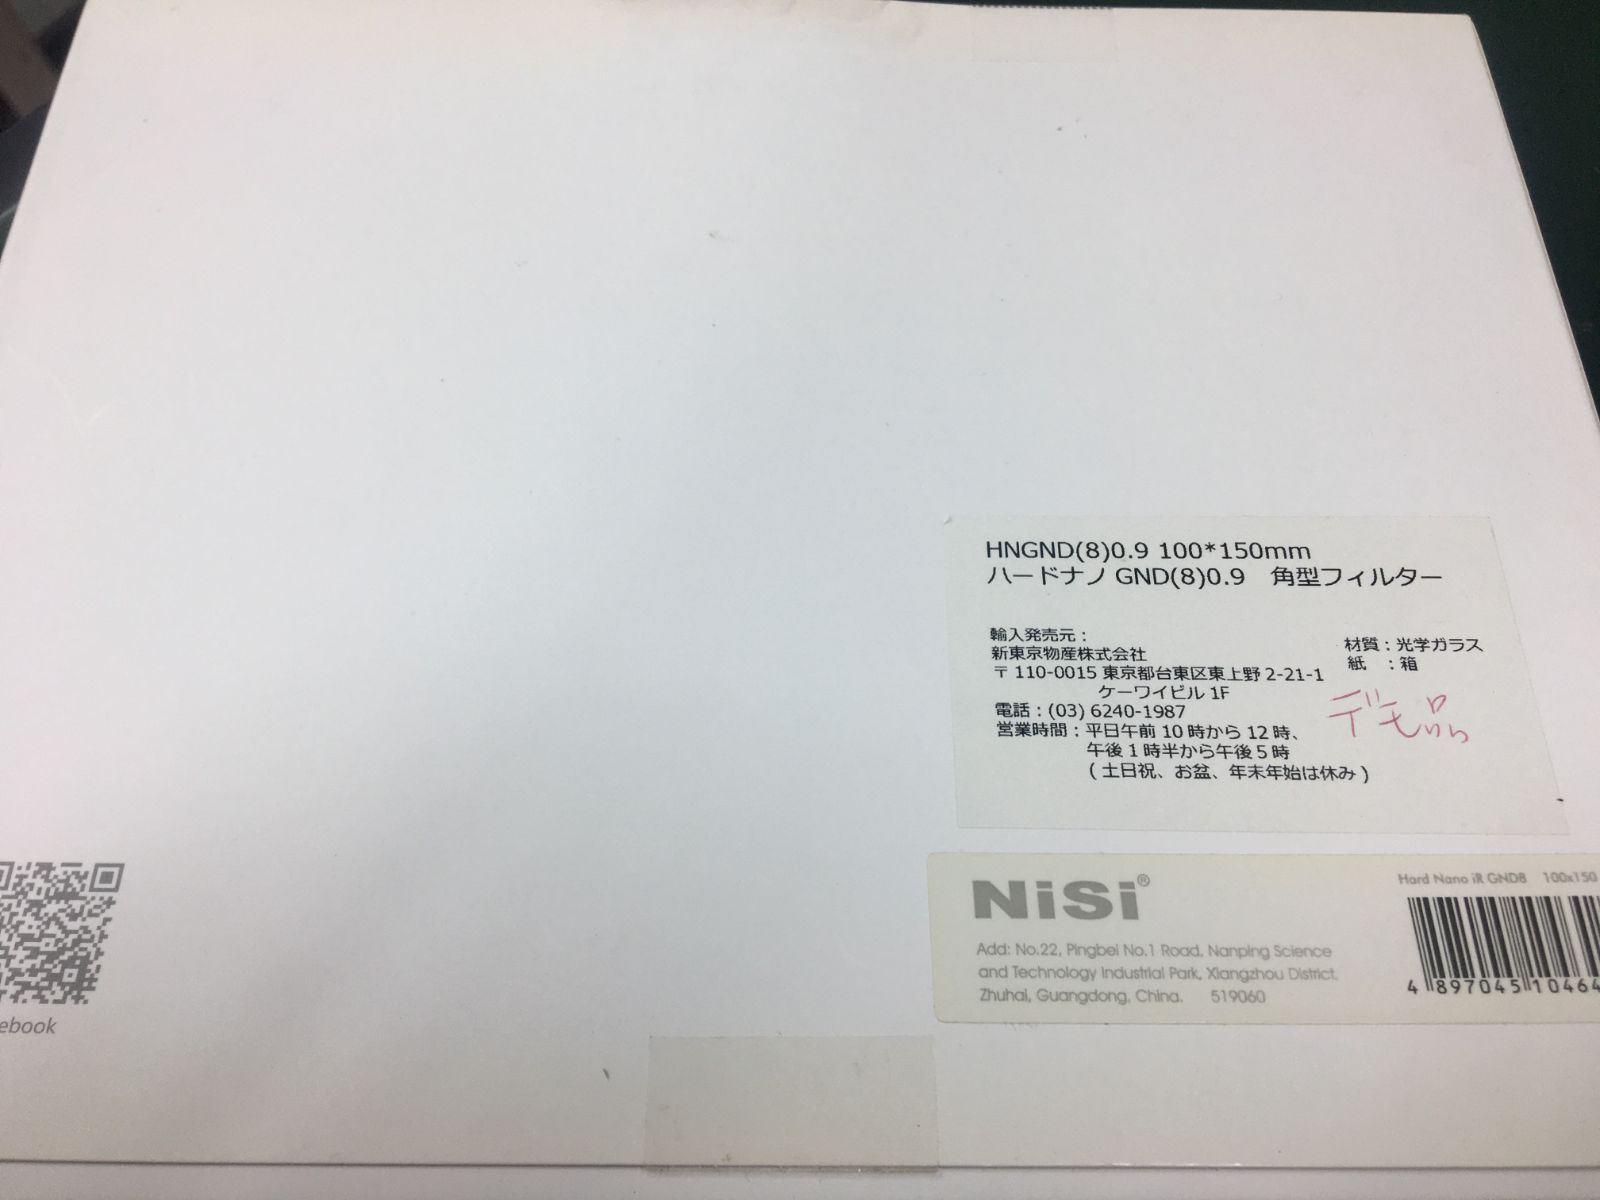 HNGND(8)0.9 100*150mm
ハードナノ GND(8)0.9　角型フィルター
輸入発売元：
新東京物産株式会社
〒110-0015 東京都台東区東上野 2-21-1
ケーワイビル 1F
電話：(03) 6240-1987
営業時間：平日午前 10 時から 12 時、
午後 1 時半から午後 5 時
( 土日祝、お盆、年末年始は休み )
材質：光学ガラス
紙　：箱
デモ品
NiSi®
Add: No.22, Pingbei No.1 Road, Nanping Science
and Technology Industrial Park, Xiangzhou District,
Zhuhai, Guangdong, China.　519060
Hard Nano iR GND8　100x150
4 897045 10464
ebook